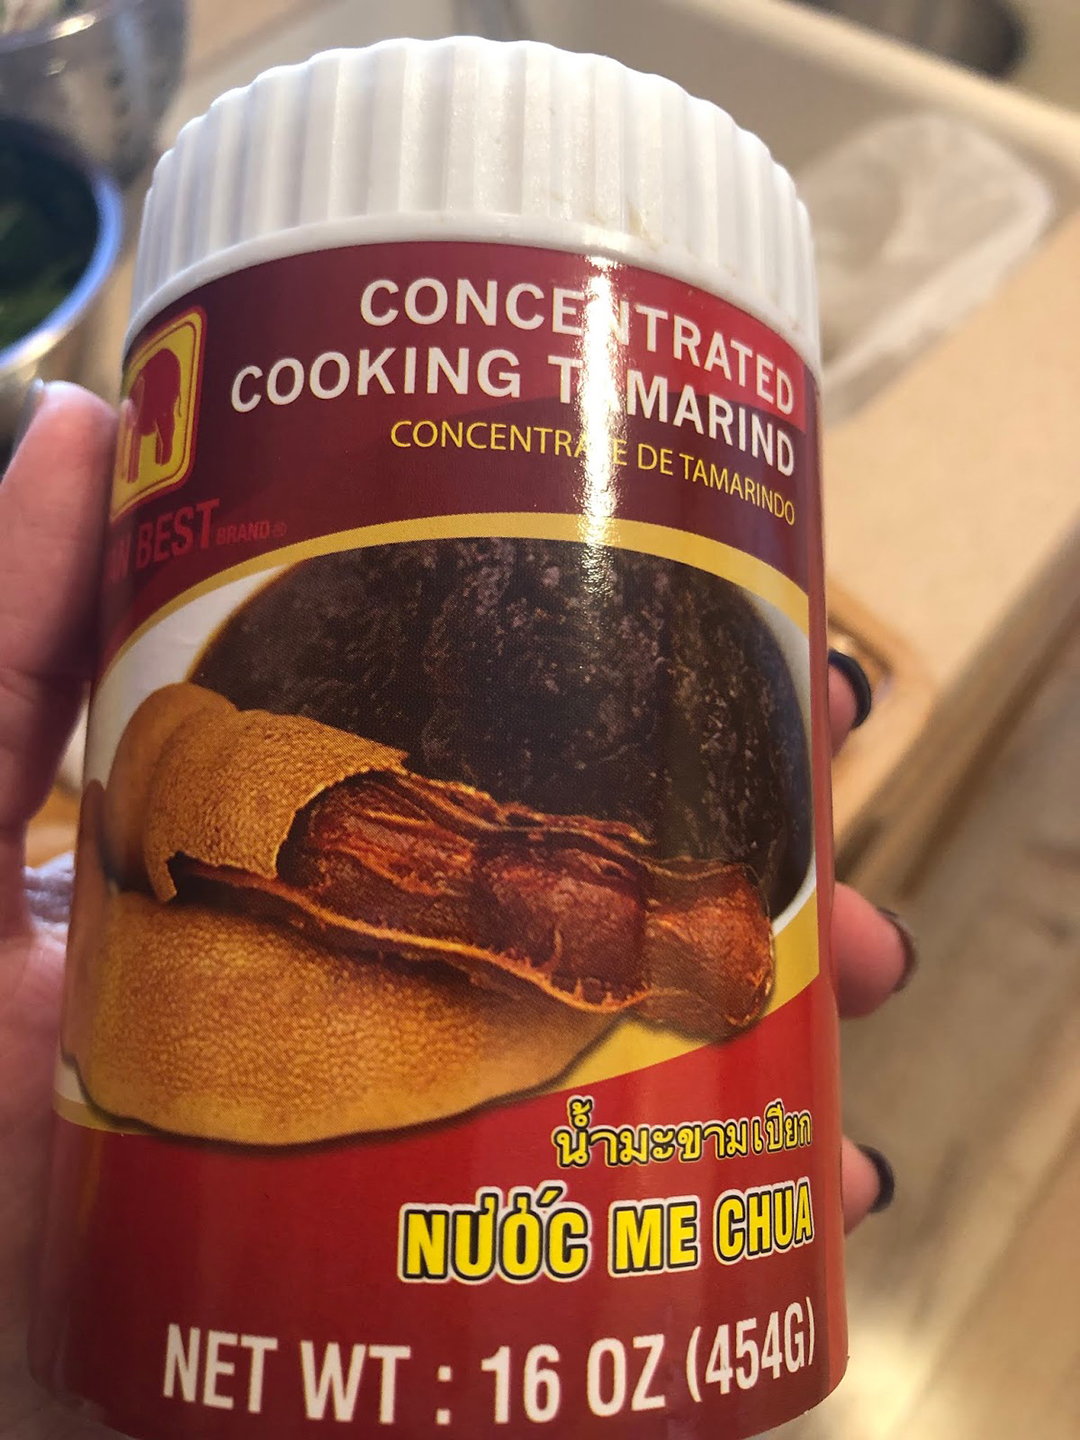 CONCENTRATED
COOKING TAMARIND
CONCENTRATE DE TAMARINDO
BEST BRAND®
น้ำมะขามเปียก
NƯỚC ME CHUA
NET WT : 16 OZ (454G)